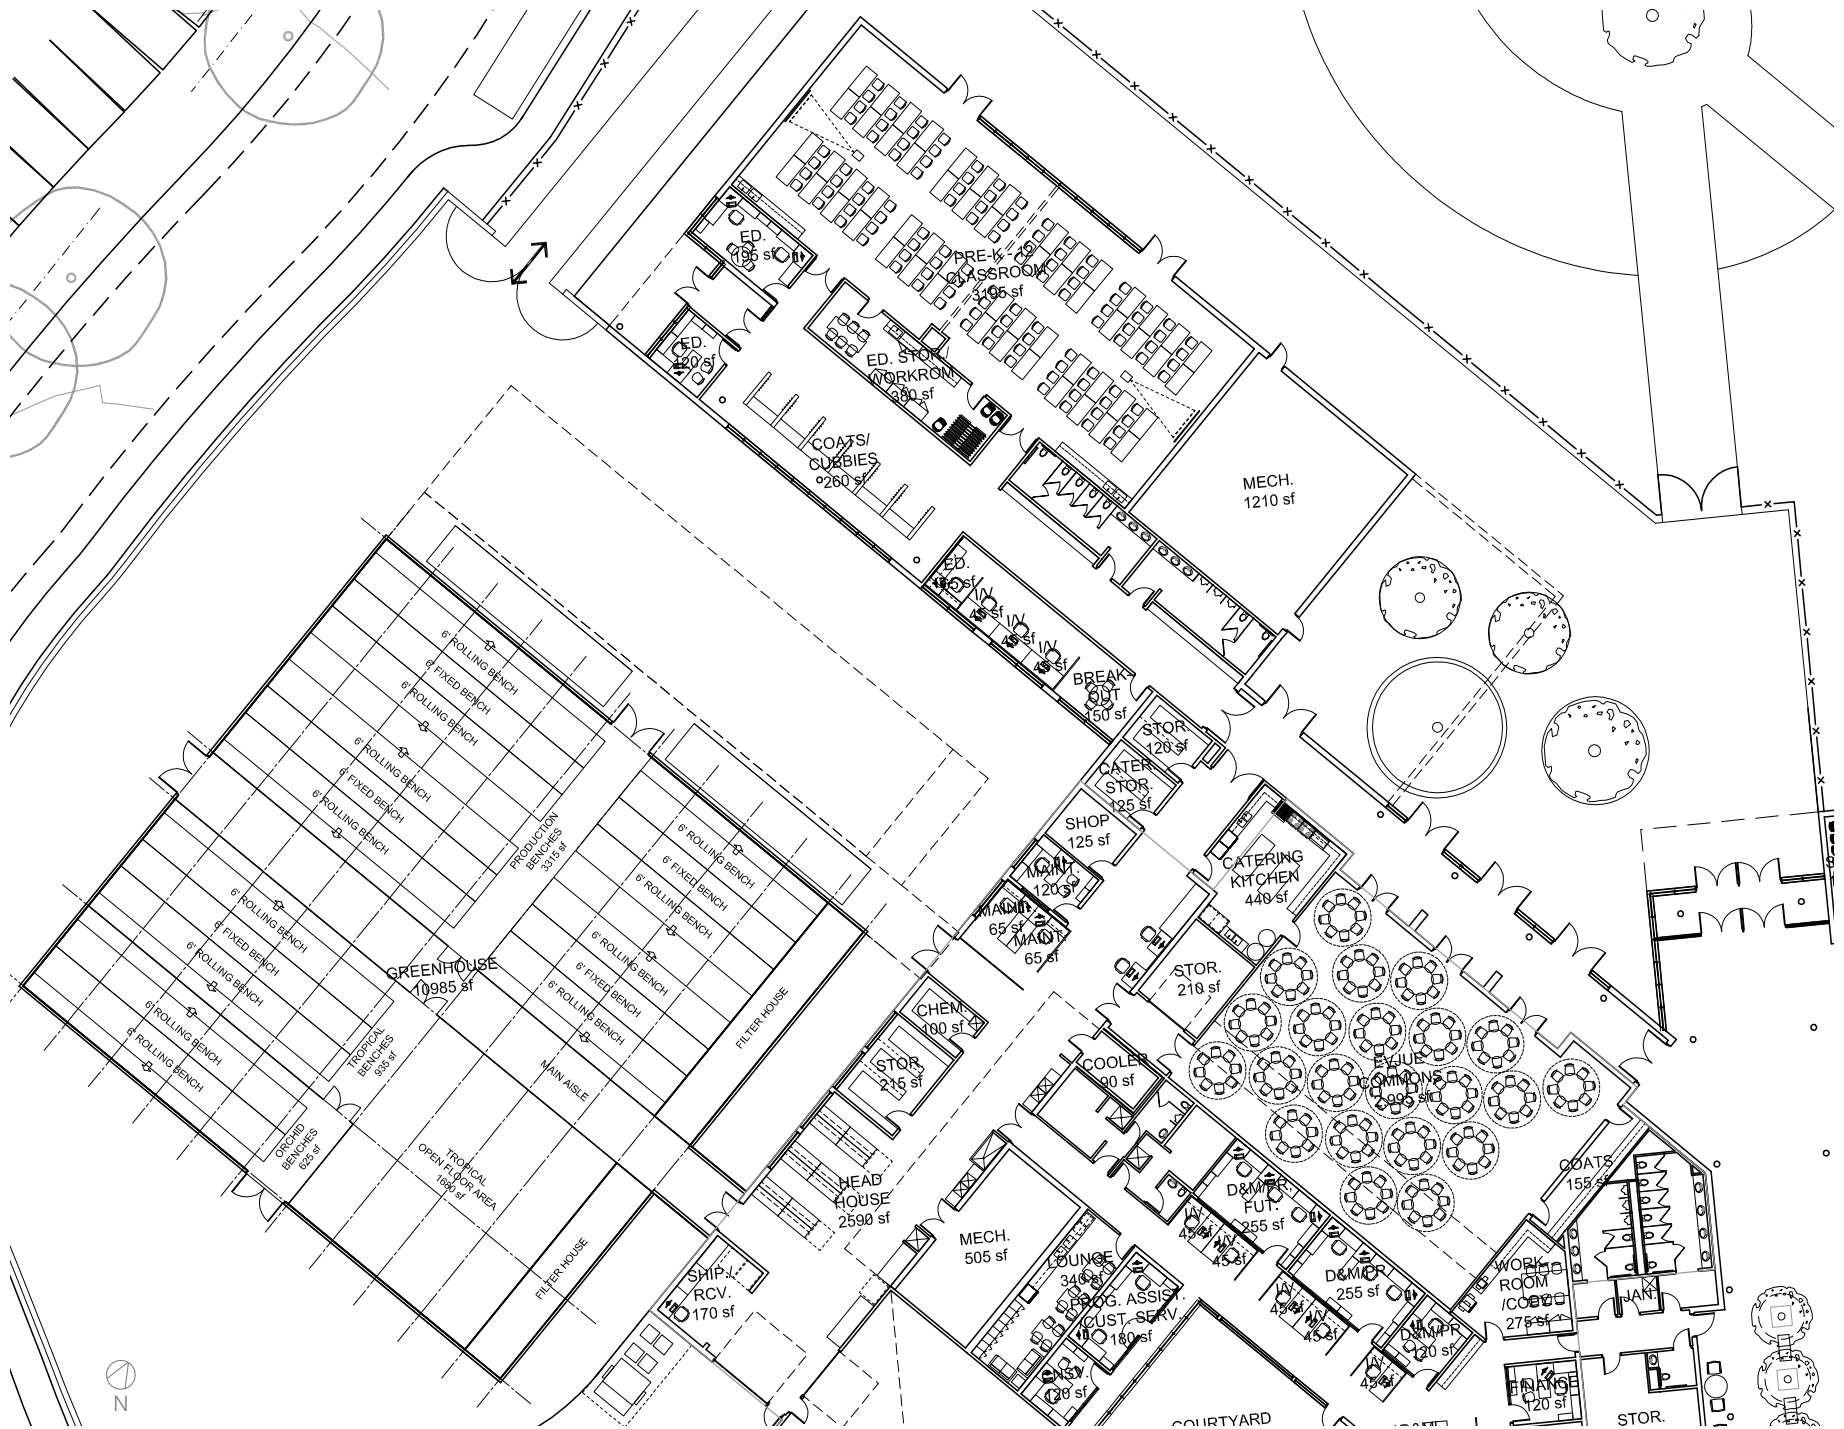 ED.
195 sf
PRE-K - 12
CLASSROOM
3195 sf
ED.
120 sf
ED. STOR./
WORKROM
380 sf
COATS/
CUBBIES
260 sf
MECH.
1210 sf
ED.
I/V
45 sf
I/V
45 sf
I/V
45 sf
BREAK-
OUT
150 sf
STOR.
120 sf
CATER.
STOR.
125 sf
SHOP
125 sf
MAINT.
120 sf
MAINT.
65 sf
MAINT.
65 sf
CATERING
KITCHEN
440 sf
STOR.
210 sf
6' ROLLING BENCH
6' FIXED BENCH
6' ROLLING BENCH
6' ROLLING BENCH
6' FIXED BENCH
6' ROLLING BENCH
PRODUCTION
BENCHES
3315 sf
6' ROLLING BENCH
6' FIXED BENCH
6' ROLLING BENCH
6' ROLLING BENCH
6' FIXED BENCH
6' ROLLING BENCH
6' ROLLING BENCH
6' FIXED BENCH
6' ROLLING BENCH
6' ROLLING BENCH
6' ROLLING BENCH
GREENHOUSE
10985 sf
FILTER HOUSE
CHEM.
100 sf
STOR.
215 sf
COOLER
90 sf
EVJUE
COMMONS
2,995 sf
TROPICAL
BENCHES
935 sf
MAIN AISLE
ORCHID
BENCHES
625 sf
TROPICAL
OPEN FLOOR AREA
1680 sf
HEAD
HOUSE
2590 sf
D&M/PR.
FUT.
255 sf
COATS
155 sf
I/V
45 sf
I/V
45 sf
MECH.
505 sf
LOUNGE
340 sf
FILTER HOUSE
SHIP./
RCV.
170 sf
PROG. ASSIST.
/CUST. SERV.
180 sf
D&M/PR.
255 sf
I/V
45 sf
I/V
45 sf
WORK-
ROOM
/COPY
275 sf
JAN.
D&M/PR
120 sf
I/V
45 sf
120 sf
FINANCE
120 sf
COURTYARD
STOR.
N